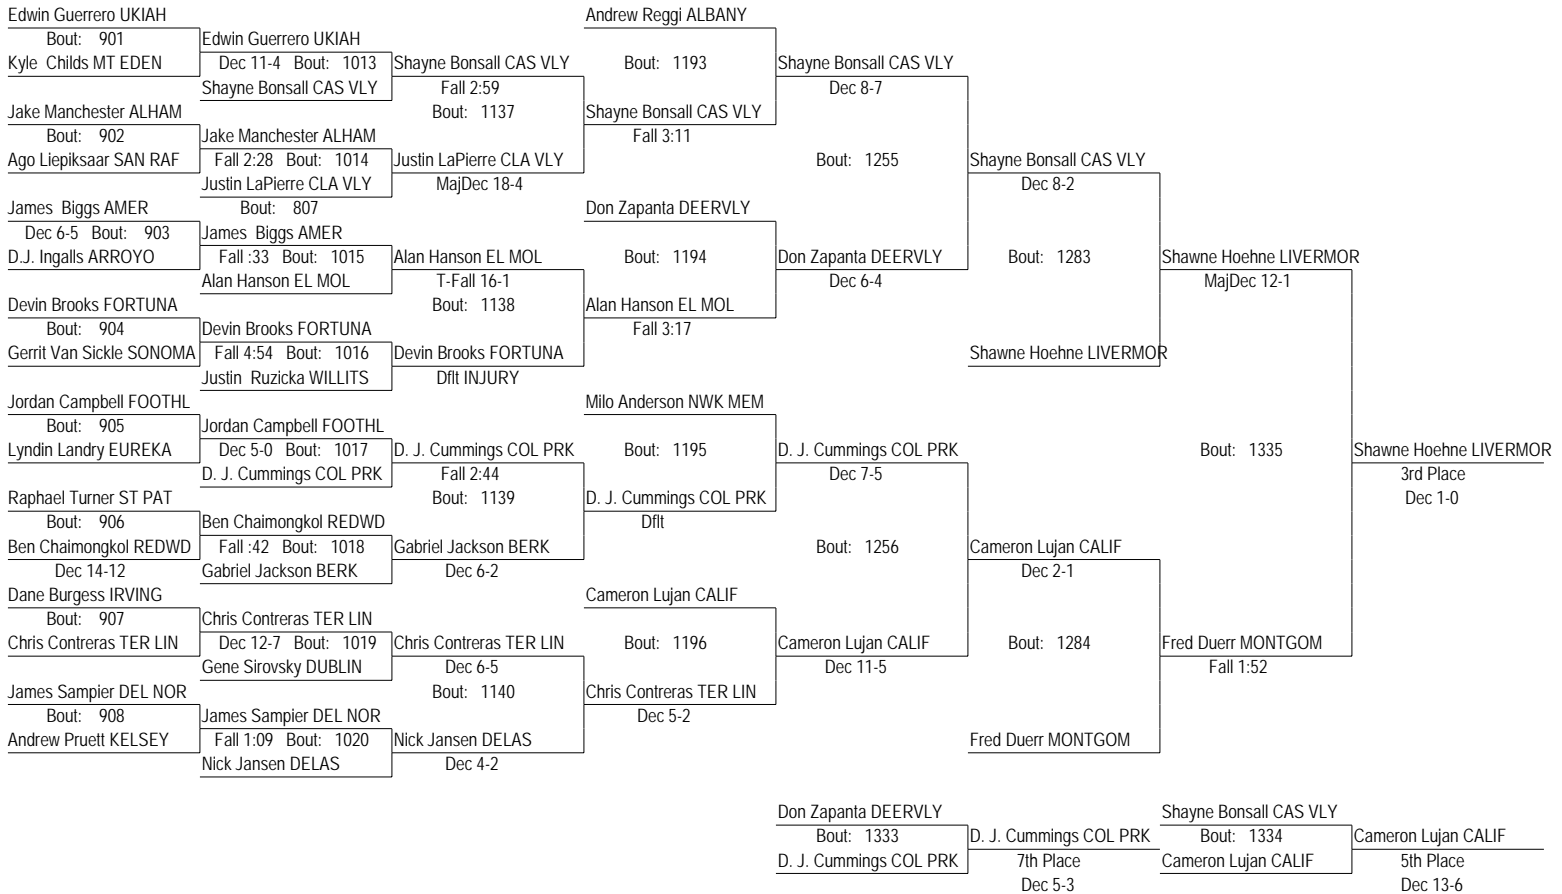 Edwin Guerrero UKIAH
Bout: 901
Kyle Childs MT EDEN
Jake Manchester ALHAM
Bout: 902
Ago Liepiksaar SAN RAF
James Biggs AMER
Dec 6-5 Bout: 903
D.J. Ingalls ARROYO
Devin Brooks FORTUNA
Bout: 904
Gerrit Van Sickle SONOMA
Jordan Campbell FOOTHL
Bout: 905
Lyndin Landry EUREKA
Raphael Turner ST PAT
Bout: 906
Ben Chaimongkol REDWD
Dec 14-12
Dane Burgess IRVING
Bout: 907
Chris Contreras TER LIN
James Sampier DEL NOR
Bout: 908
Andrew Pruett KELSEY
Edwin Guerrero UKIAH
Dec 11-4 Bout: 1013
Shayne Bonsall CAS VLY
Jake Manchester ALHAM
Fall 2:28 Bout: 1014
Justin LaPierre CLA VLY
Bout: 807
James Biggs AMER
Fall :33 Bout: 1015
Alan Hanson EL MOL
Devin Brooks FORTUNA
Fall 4:54 Bout: 1016
Justin Ruzicka WILLITS
Jordan Campbell FOOTHL
Dec 5-0 Bout: 1017
D. J. Cummings COL PRK
Ben Chaimongkol REDWD
Fall :42 Bout: 1018
Gabriel Jackson BERK
Chris Contreras TER LIN
Dec 12-7 Bout: 1019
Gene Sirovsky DUBLIN
James Sampier DEL NOR
Fall 1:09 Bout: 1020
Nick Jansen DELAS
Shayne Bonsall CAS VLY
Fall 2:59
Bout: 1137
Justin LaPierre CLA VLY
MajDec 18-4
Alan Hanson EL MOL
T-Fall 16-1
Bout: 1138
Devin Brooks FORTUNA
Dflt INJURY
D. J. Cummings COL PRK
Fall 2:44
Bout: 1139
Gabriel Jackson BERK
Dec 6-2
Chris Contreras TER LIN
Dec 6-5
Bout: 1140
Nick Jansen DELAS
Dec 4-2
Andrew Reggi ALBANY
Bout: 1193
Shayne Bonsall CAS VLY
Fall 3:11
Don Zapanta DEERVLY
Bout: 1194
Alan Hanson EL MOL
Fall 3:17
Milo Anderson NWK MEM
Bout: 1195
D. J. Cummings COL PRK
Dflt
Cameron Lujan CALIF
Bout: 1196
Chris Contreras TER LIN
Dec 5-2
Shayne Bonsall CAS VLY
Dec 8-7
Bout: 1255
Don Zapanta DEERVLY
Dec 6-4
D. J. Cummings COL PRK
Dec 7-5
Bout: 1256
Cameron Lujan CALIF
Dec 11-5
Shayne Bonsall CAS VLY
Dec 8-2
Bout: 1283
Shawne Hoehne LIVERMOR
Cameron Lujan CALIF
Dec 2-1
Bout: 1284
Fred Duerr MONTGOM
Shawne Hoehne LIVERMOR
MajDec 12-1
Bout: 1335
Fred Duerr MONTGOM
Fall 1:52
Shawne Hoehne LIVERMOR
3rd Place
Dec 1-0
Don Zapanta DEERVLY
Bout: 1333
D. J. Cummings COL PRK
D. J. Cummings COL PRK
7th Place
Dec 5-3
Shayne Bonsall CAS VLY
Bout: 1334
Cameron Lujan CALIF
Cameron Lujan CALIF
5th Place
Dec 13-6